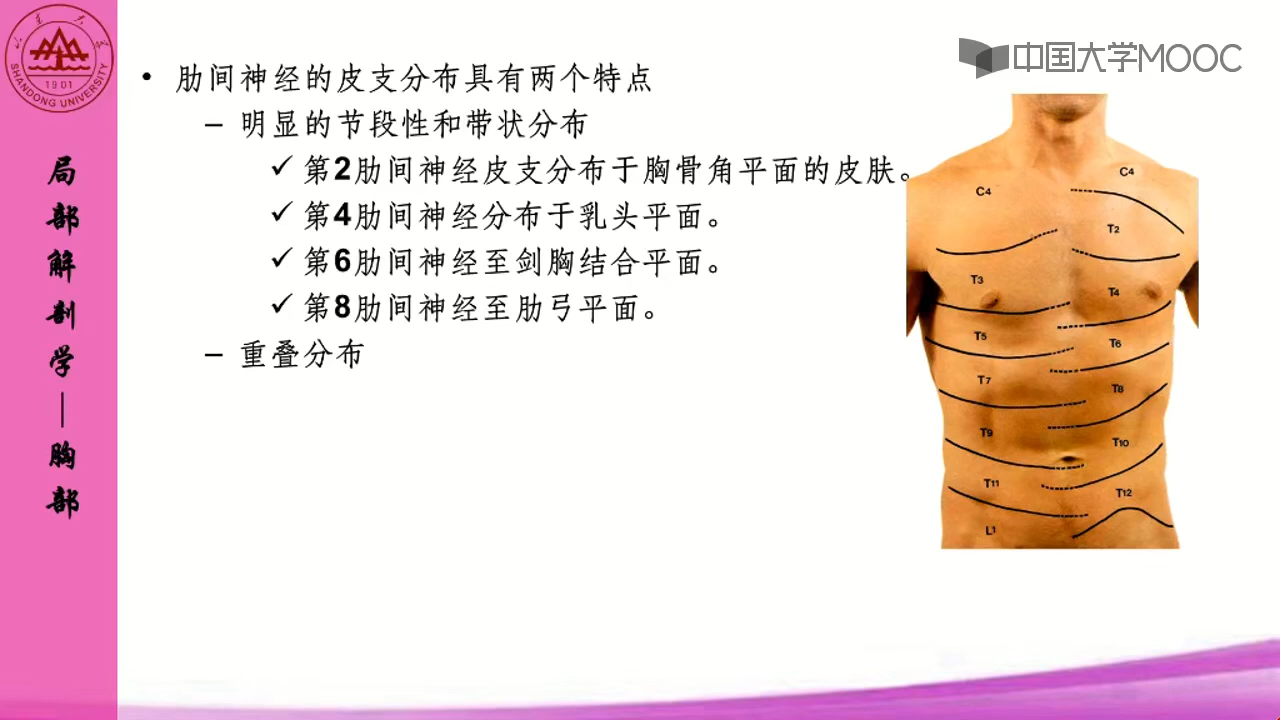 中国大学MOOC
SHANDONG UNIVERSITY
1901
局部解剖学—胸部
• 肋间神经的皮支分布具有两个特点
– 明显的节段性和带状分布
✓ 第2肋间神经皮支分布于胸骨角平面的皮肤。
✓ 第4肋间神经分布于乳头平面。
✓ 第6肋间神经至剑胸结合平面。
✓ 第8肋间神经至肋弓平面。
– 重叠分布
C4
C4
T2
T3
T4
T5
T6
T7
T8
T9
T10
T11
T12
L1